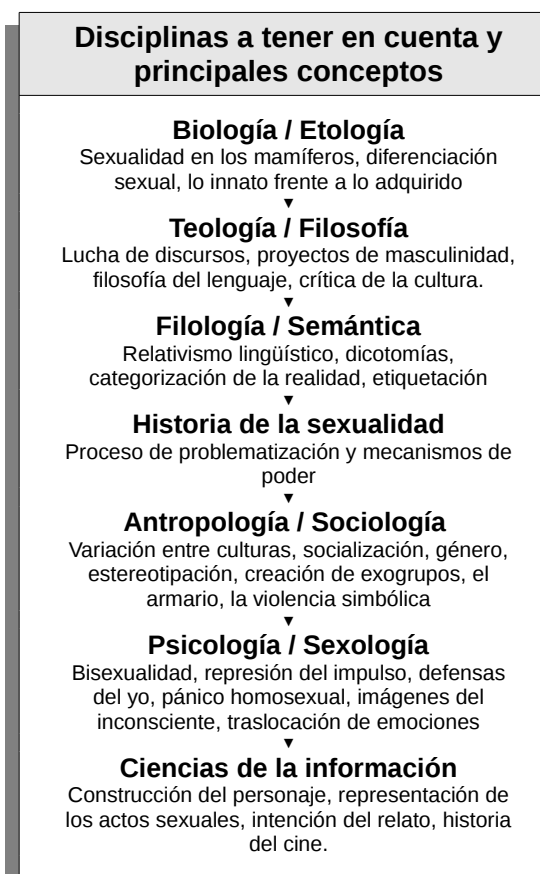 Disciplinas a tener en cuenta y
principales conceptos
Biología / Etología
Sexualidad en los mamíferos, diferenciación
sexual, lo innato frente a lo adquirido
▼
Teología / Filosofía
Lucha de discursos, proyectos de masculinidad,
filosofía del lenguaje, crítica de la cultura.
▼
Filología / Semántica
Relativismo lingüístico, dicotomías,
categorización de la realidad, etiquetación
▼
Historia de la sexualidad
Proceso de problematización y mecanismos de
poder
▼
Antropología / Sociología
Variación entre culturas, socialización, género,
estereotipación, creación de exogrupos, el
armario, la violencia simbólica
▼
Psicología / Sexología
Bisexualidad, represión del impulso, defensas
del yo, pánico homosexual, imágenes del
inconsciente, traslocación de emociones
▼
Ciencias de la información
Construcción del personaje, representación de
los actos sexuales, intención del relato, historia
del cine.